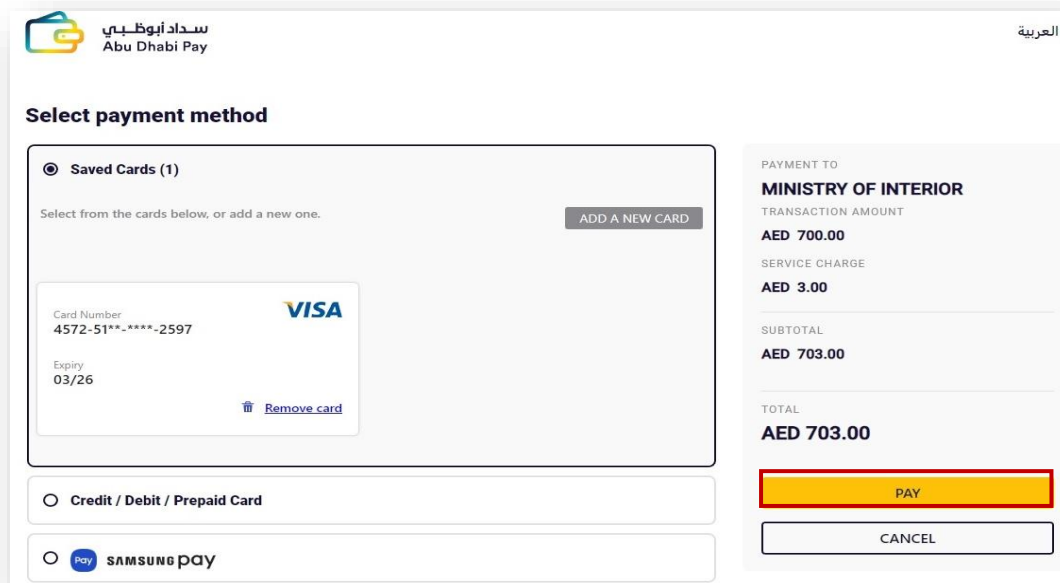 سـداد أبوظـبـي
Abu Dhabi Pay
العربية
Select payment method
Saved Cards (1)
Select from the cards below, or add a new one.
ADD A NEW CARD
VISA
Card Number
4572-51**-****-2597
Expiry
03/26
Remove card
Credit / Debit / Prepaid Card
Pay SAMSUNG pay
PAYMENT TO
MINISTRY OF INTERIOR
TRANSACTION AMOUNT
AED 700.00
SERVICE CHARGE
AED 3.00
SUBTOTAL
AED 703.00
TOTAL
AED 703.00
PAY
CANCEL